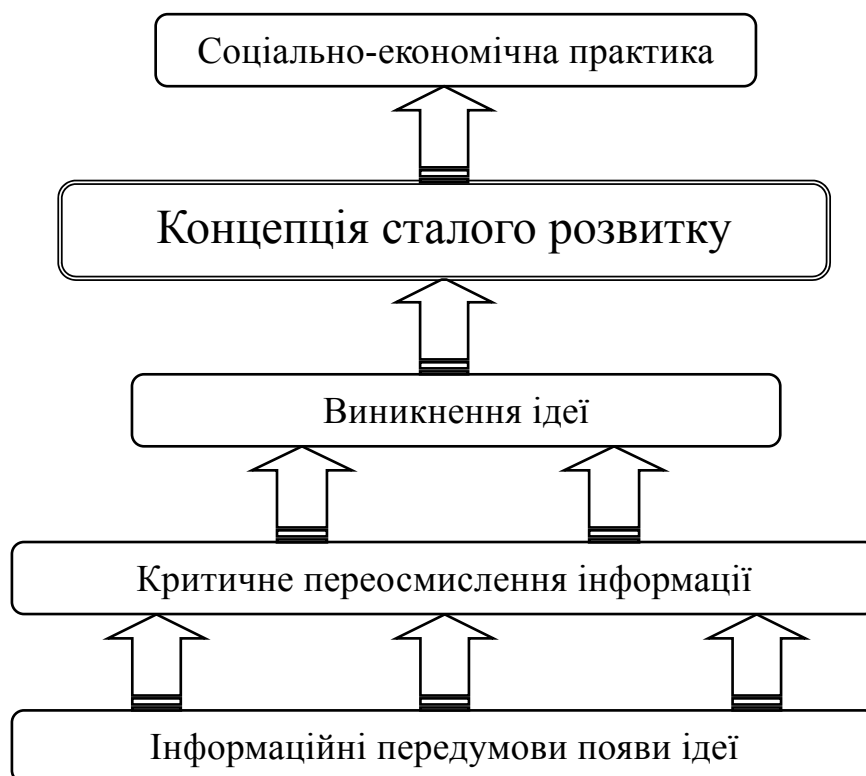 Соціально-економічна практика
Концепція сталого розвитку
Виникнення ідеї
Критичне переосмислення інформації
Інформаційні передумови появи ідеї